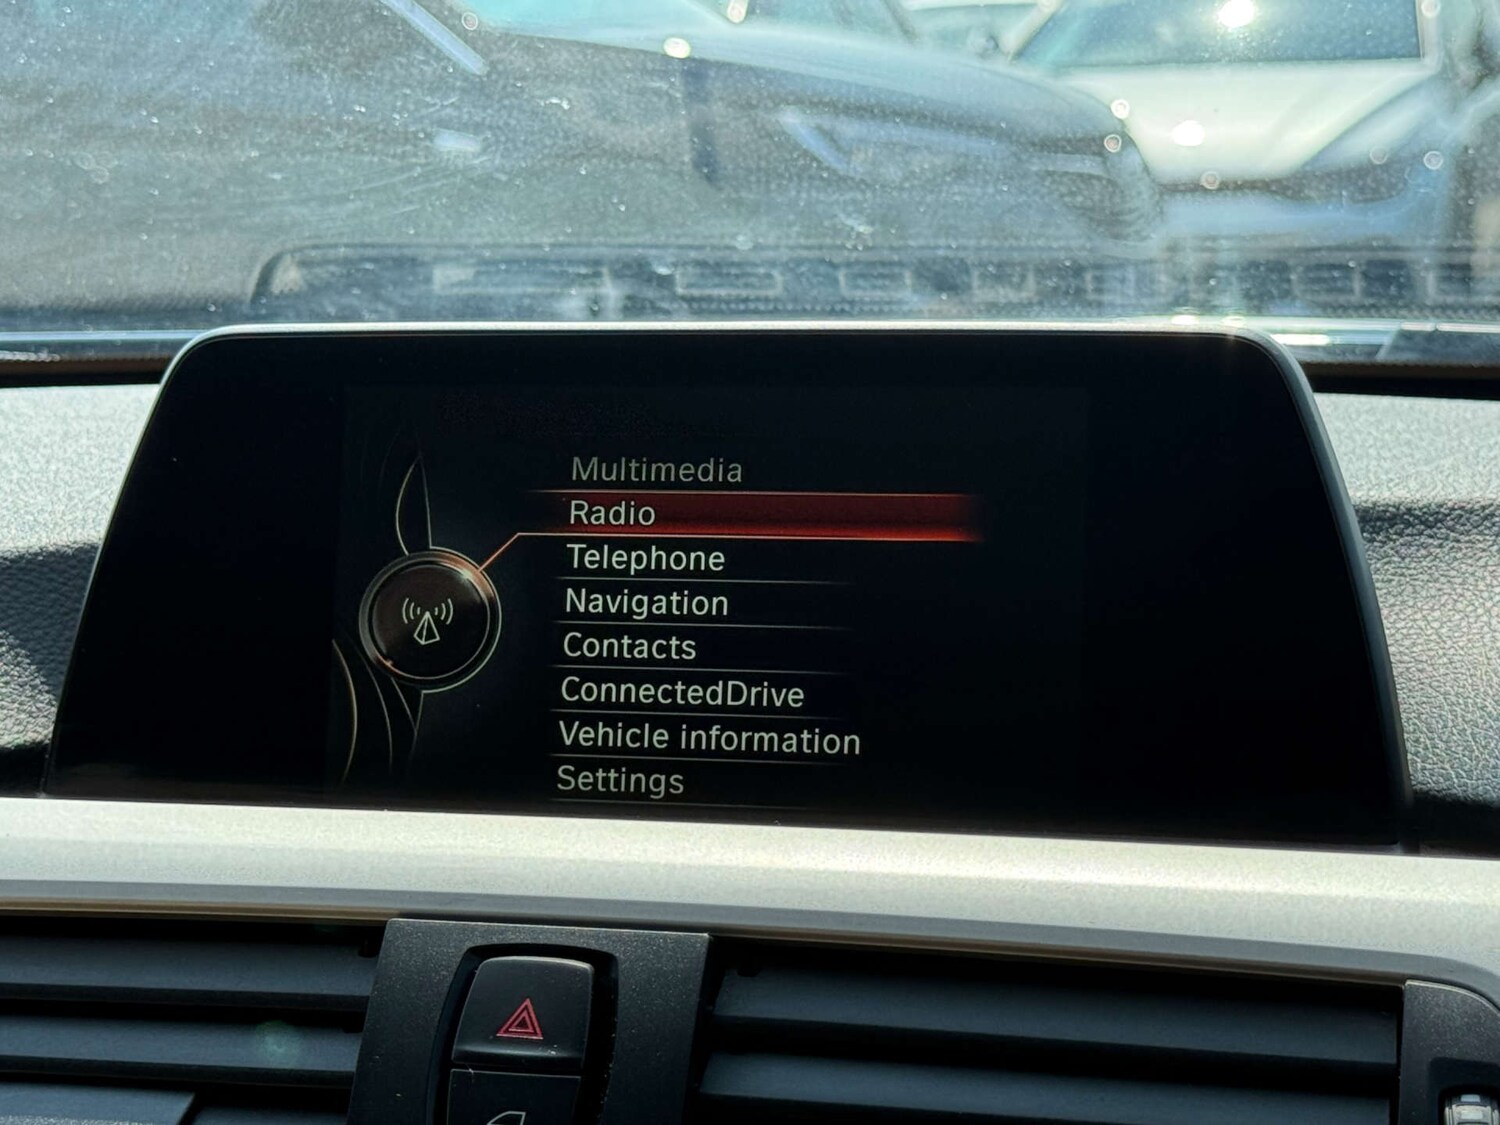 Multimedia
Radio
Telephone
Navigation
Contacts
ConnectedDrive
Vehicle information
Settings